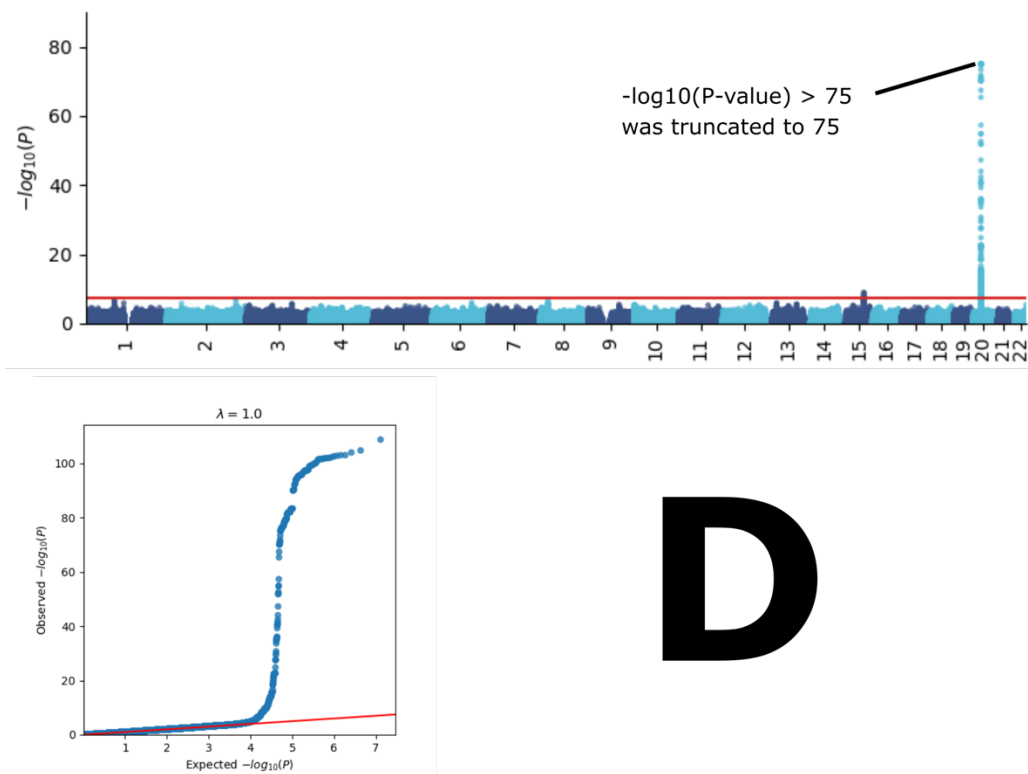 80
60
40
20
0
−log₁₀(P)
-log10(P-value) > 75
was truncated to 75
1 2 3 4 5 6 7 8 9 10 11 12 13 14 15 16 17 18 19 20 21 22
λ = 1.0
100
80
60
40
20
0
Observed −log₁₀(P)
1 2 3 4 5 6 7
Expected −log₁₀(P)
D